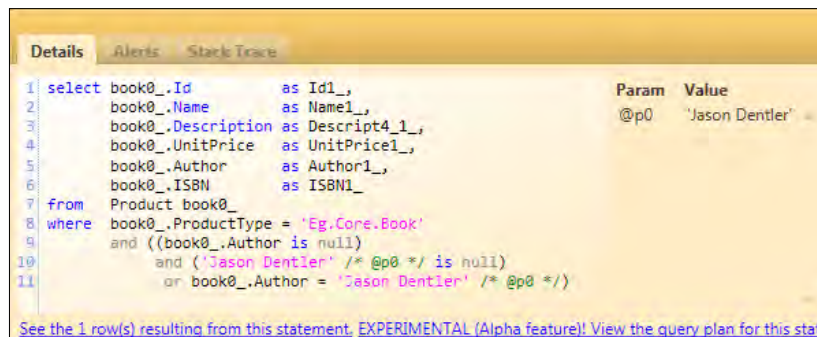 Details Alerts Stack Trace
1 select book0_.Id as Id1_,
2 book0_.Name as Name1_,
3 book0_.Description as Descript4_1_,
4 book0_.UnitPrice as UnitPrice1_,
5 book0_.Author as Author1_,
6 book0_.ISBN as ISBN1_
7 from Product book0_
8 where book0_.ProductType = 'Eg.Core.Book'
9 and ((book0_.Author is null)
10 and ('Jason Dentler' /* @p0 */ is null)
11 or book0_.Author = 'Jason Dentler' /* @p0 */)
Param Value
@p0 'Jason Dentler'
See the 1 row(s) resulting from this statement. EXPERIMENTAL (Alpha feature)! View the query plan for this stat